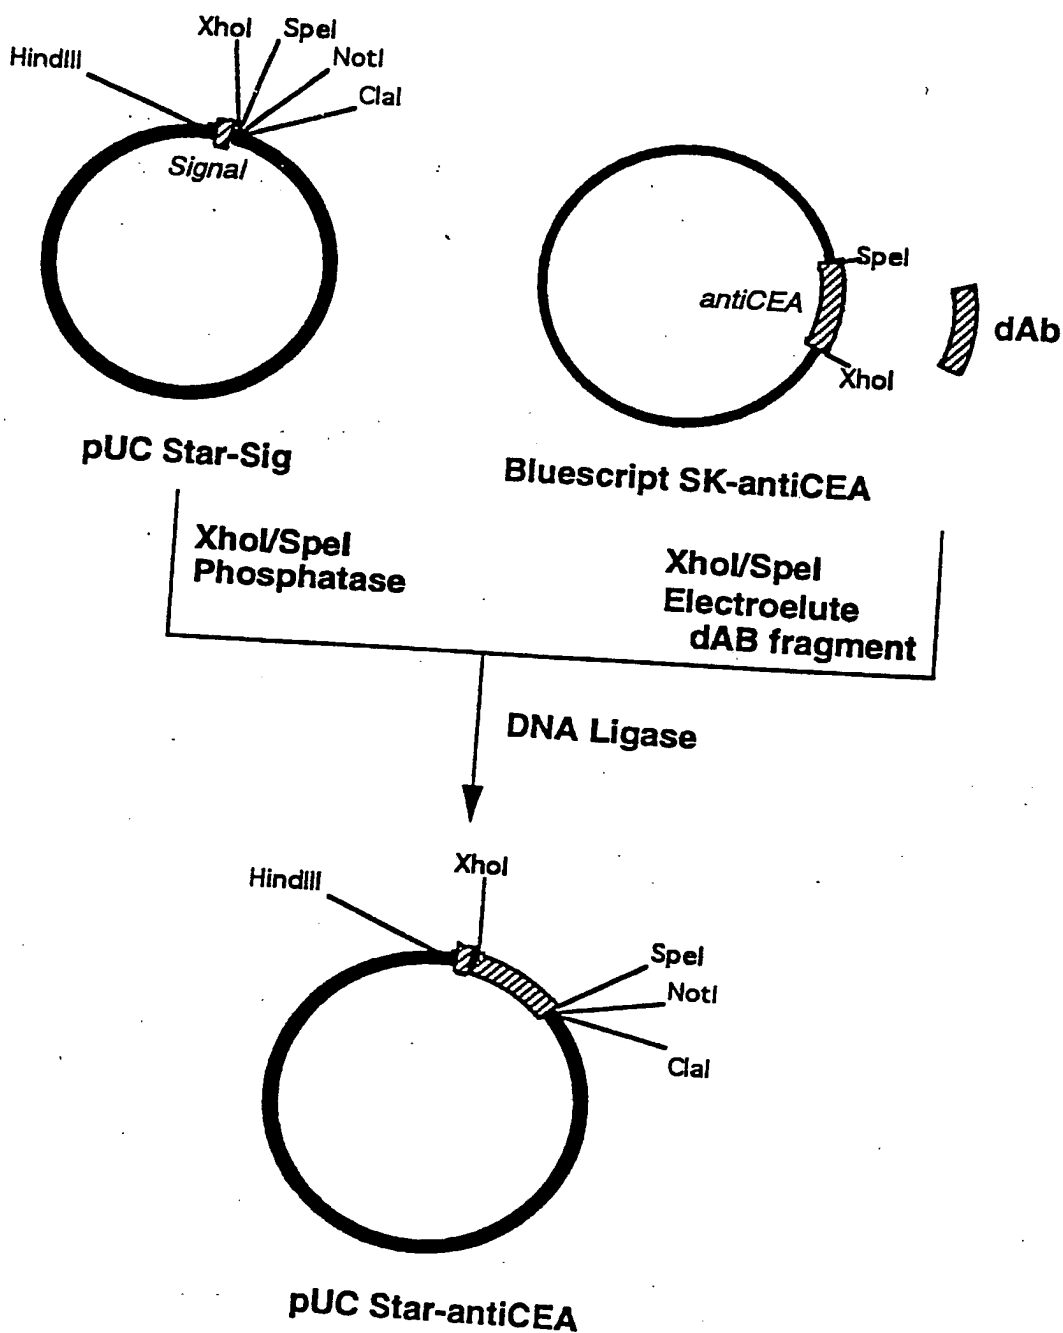 XhoI
SpeI
HindIII
NotI
ClaI
Signal
SpeI
antiCEA
dAb
XhoI
pUC Star-Sig
Bluescript SK-antiCEA
XhoI/SpeI
Phosphatase
XhoI/SpeI
Electroelute
dAB fragment
DNA Ligase
XhoI
HindIII
SpeI
NotI
ClaI
pUC Star-antiCEA